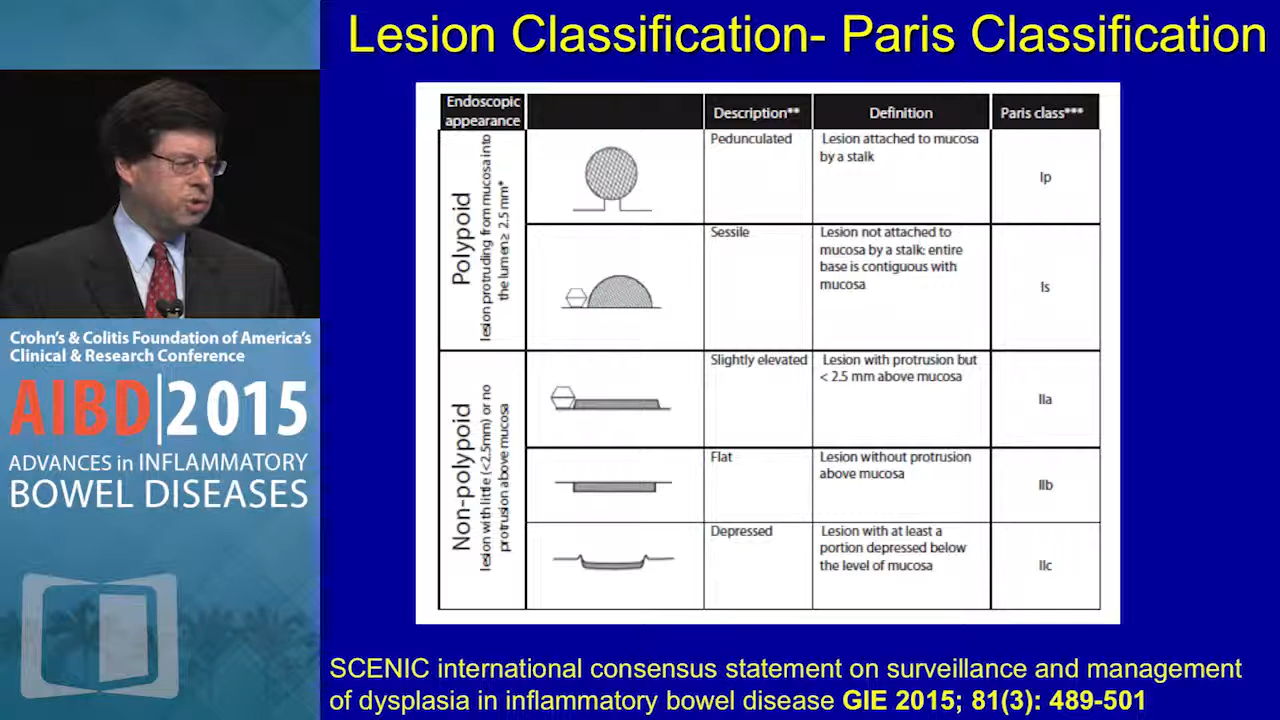 Lesion Classification- Paris Classification
Endoscopic
appearance
Description**
Definition
Paris class***
Polypoid
lesion protruding from mucosa into
the lumen≥ 2.5 mm*
Pedunculated
Lesion attached to mucosa
by a stalk
Ip
Sessile
Lesion not attached to
mucosa by a stalk: entire
base is contiguous with
mucosa
Is
Non-polypoid
lesion with little (<2.5mm) or no
protrusion above mucosa
Slightly elevated
Lesion with protrusion but
< 2.5 mm above mucosa
IIa
Flat
Lesion without protrusion
above mucosa
IIb
Depressed
Lesion with at least a
portion depressed below
the level of mucosa
IIc
Crohn's & Colitis Foundation of America's
Clinical & Research Conference
AIBD|2015
ADVANCES in INFLAMMATORY
BOWEL DISEASES
SCENIC international consensus statement on surveillance and management
of dysplasia in inflammatory bowel disease GIE 2015; 81(3): 489-501